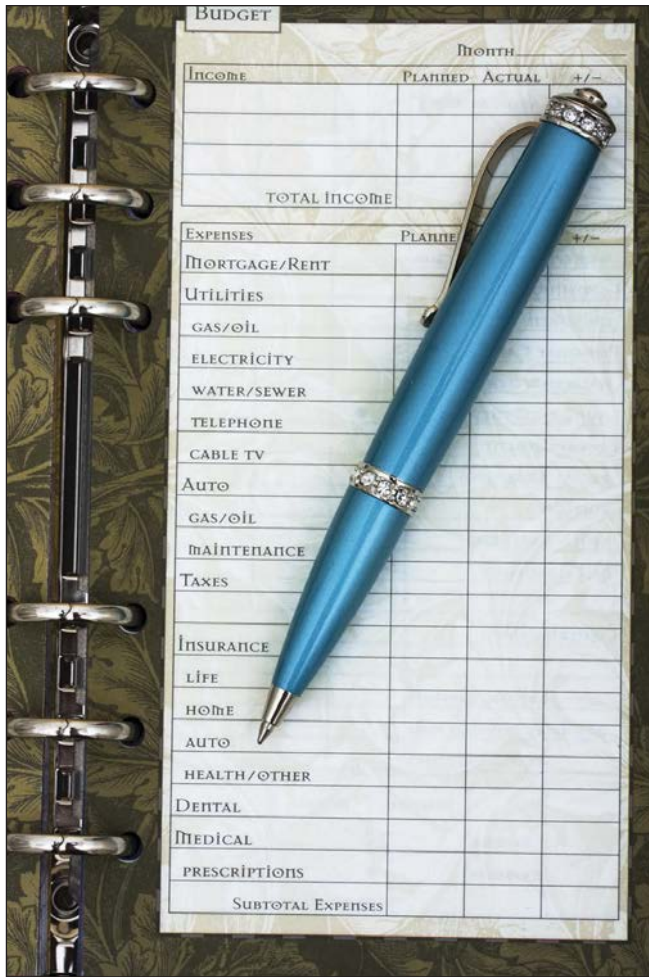 BUDGET
MONTH
INCOME PLANNED ACTUAL +/-
TOTAL INCOME
EXPENSES PLANNE +/-
MORTGAGE/RENT
UTILITIES
GAS/OIL
ELECTRICITY
WATER/SEWER
TELEPHONE
CABLE TV
AUTO
GAS/OIL
MAINTENANCE
TAXES
INSURANCE
LIFE
HOME
AUTO
HEALTH/OTHER
DENTAL
MEDICAL
PRESCRIPTIONS
SUBTOTAL EXPENSES